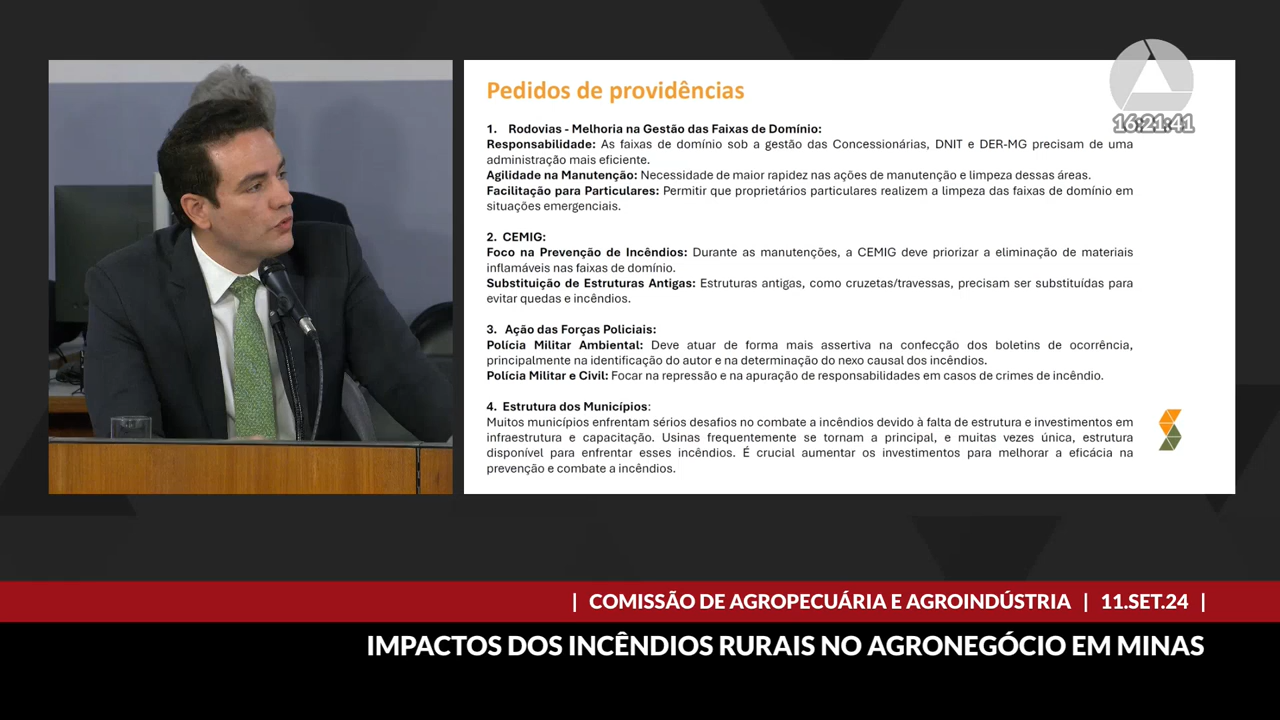 Pedidos de providências
16:21:41
1. Rodovias - Melhoria na Gestão das Faixas de Domínio:
Responsabilidade: As faixas de domínio sob a gestão das Concessionárias, DNIT e DER-MG precisam de uma
administração mais eficiente.
Agilidade na Manutenção: Necessidade de maior rapidez nas ações de manutenção e limpeza dessas áreas.
Facilitação para Particulares: Permitir que proprietários particulares realizem a limpeza das faixas de domínio em
situações emergenciais.
2. CEMIG:
Foco na Prevenção de Incêndios: Durante as manutenções, a CEMIG deve priorizar a eliminação de materiais
inflamáveis nas faixas de domínio.
Substituição de Estruturas Antigas: Estruturas antigas, como cruzetas/travessas, precisam ser substituídas para
evitar quedas e incêndios.
3. Ação das Forças Policiais:
Polícia Militar Ambiental: Deve atuar de forma mais assertiva na confecção dos boletins de ocorrência,
principalmente na identificação do autor e na determinação do nexo causal dos incêndios.
Polícia Militar e Civil: Focar na repressão e na apuração de responsabilidades em casos de crimes de incêndio.
4. Estrutura dos Municípios:
Muitos municípios enfrentam sérios desafios no combate a incêndios devido à falta de estrutura e investimentos em
infraestrutura e capacitação. Usinas frequentemente se tornam a principal, e muitas vezes única, estrutura
disponível para enfrentar esses incêndios. É crucial aumentar os investimentos para melhorar a eficácia na
prevenção e combate a incêndios.
| COMISSÃO DE AGROPECUÁRIA E AGROINDÚSTRIA | 11.SET.24 |
IMPACTOS DOS INCÊNDIOS RURAIS NO AGRONEGÓCIO EM MINAS